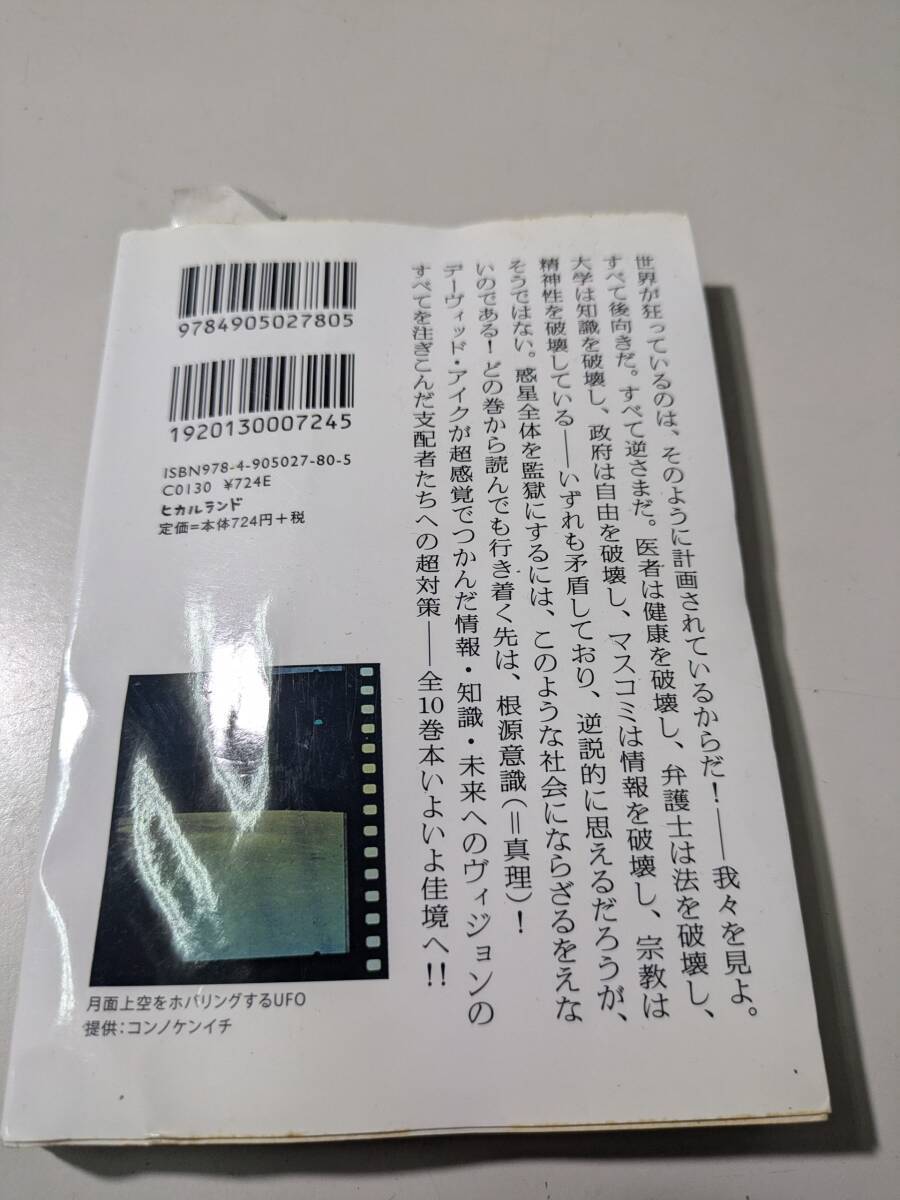 世界が狂っているのは、そのように計画されているからだ！――我々を見よ。
すべて後向きだ。すべて逆さまだ。医者は健康を破壊し、弁護士は法を破壊し、
大学は知識を破壊し、政府は自由を破壊し、マスコミは情報を破壊し、宗教は
精神性を破壊している――いずれも矛盾しており、逆説的に思えるだろうが、
そうではない。惑星全体を監獄にするには、このような社会にならざるをえな
いのである！どの巻から読んでも行き着く先は、根源意識(＝真理)！
デーヴィッド・アイクが超感覚でつかんだ情報・知識・未来へのヴィジョンの
すべてを注ぎこんだ支配者たちへの超対策――全10巻本いよいよ佳境へ!!
9784905027805
1920130007245
ISBN978-4-905027-80-5
C0130 ¥724E
ヒカルランド
定価=本体724円+税
月面上空をホバリングするUFO
提供:コンノケンイチ